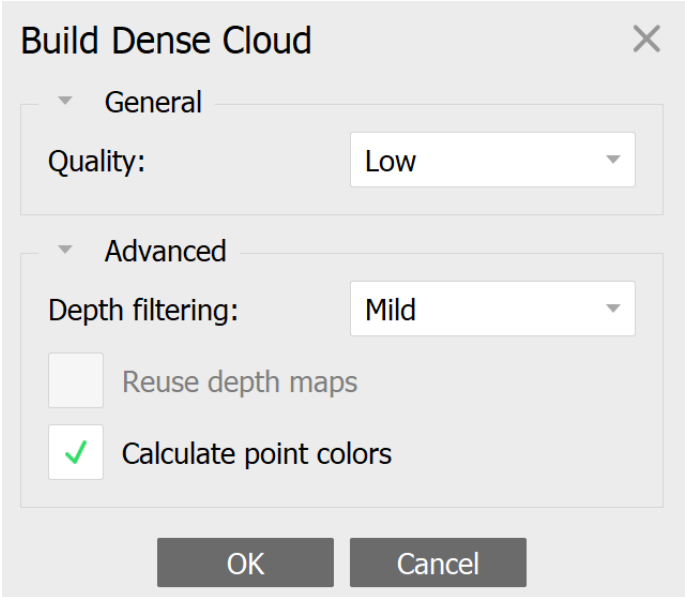 Build Dense Cloud
General
Quality: Low
Advanced
Depth filtering: Mild
Reuse depth maps
Calculate point colors
OK Cancel